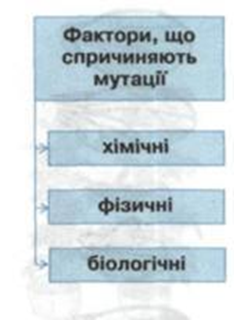 Фактори, що
спричиняють
мутації
хімічні
фізичні
біологічні